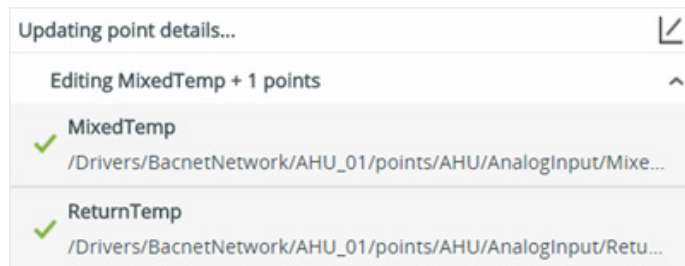 Updating point details...
Editing MixedTemp + 1 points
MixedTemp
/Drivers/BacnetNetwork/AHU_01/points/AHU/AnalogInput/Mixe...
ReturnTemp
/Drivers/BacnetNetwork/AHU_01/points/AHU/AnalogInput/Retu...